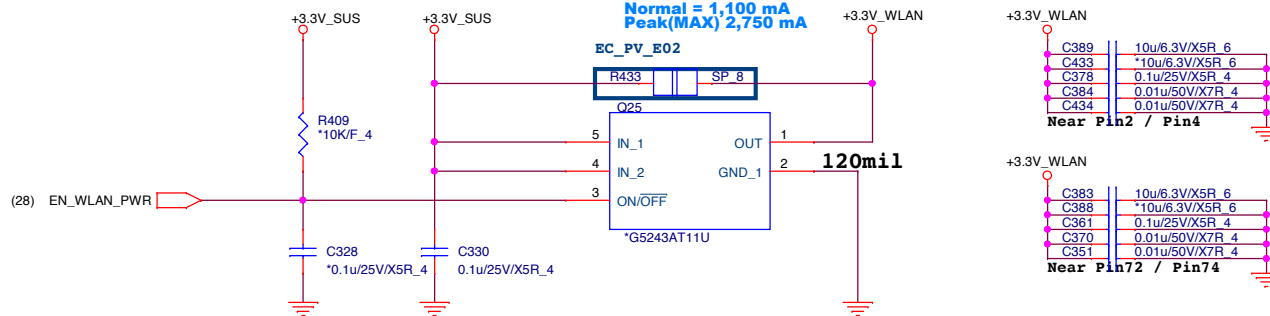 Normal = 1,100 mA
Peak(MAX) 2,750 mA
+3.3V_SUS
+3.3V_SUS
+3.3V_WLAN
EC_PV_E02
R433
SP_8
Q25
R409
*10K/F_4
5
IN_1
OUT
1
4
IN_2
GND_1
2
120mil
3
ON/OFF
*G5243AT11U
(28) EN_WLAN_PWR
C328
*0.1u/25V/X5R_4
C330
0.1u/25V/X5R_4
+3.3V_WLAN
C389 10u/6.3V/X5R_6
C433 *10u/6.3V/X5R_6
C378 0.1u/25V/X5R_4
C384 0.01u/50V/X7R_4
C434 0.01u/50V/X7R_4
Near Pin2 / Pin4
+3.3V_WLAN
C383 10u/6.3V/X5R_6
C388 *10u/6.3V/X5R_6
C361 0.1u/25V/X5R_4
C370 0.01u/50V/X7R_4
C351 0.01u/50V/X7R_4
Near Pin72 / Pin74